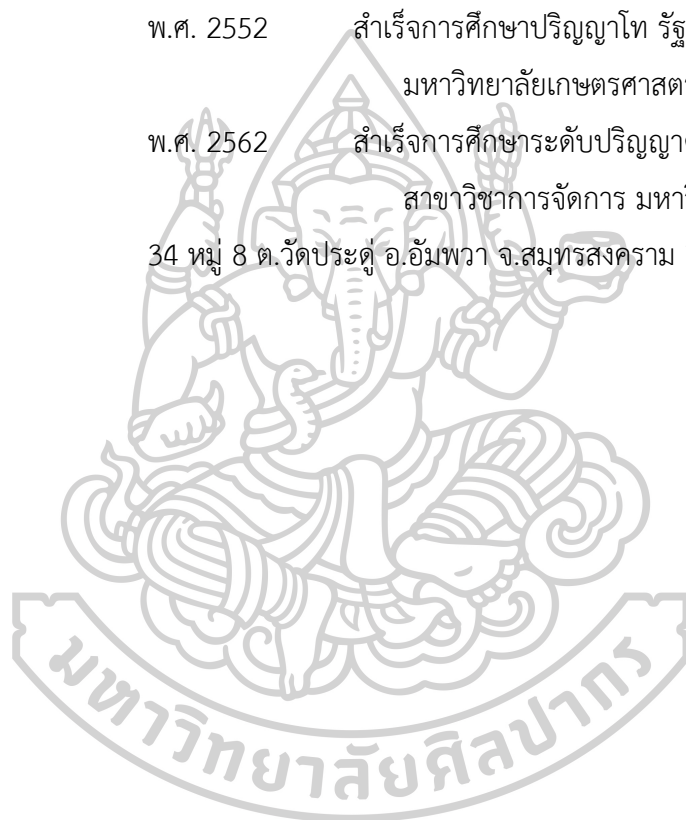 พ.ศ. 2552 สำเร็จการศึกษาปริญญาโท รัฐ
มหาวิทยาลัยเกษตรศาสตร
พ.ศ. 2562 สำเร็จการศึกษาระดับปริญญา
สาขาวิชาการจัดการ มหา
34 หมู่ 8 ต.วัดประดู่ อ.อัมพวา จ.สมุทรสงคราม
มหาวิทยาลัยศิลปากร